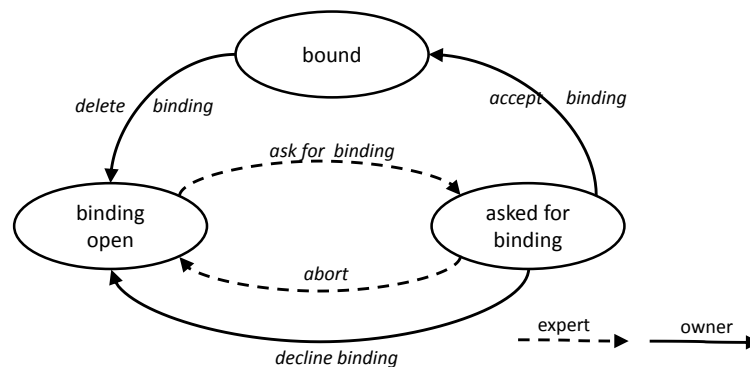 bound
delete binding
accept binding
ask for binding
binding
open
asked for
binding
abort
expert
owner
decline binding